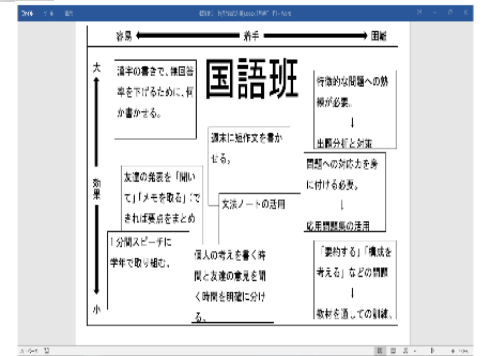 容易 着手 困難
大
効果
小
国語班
漢字の書きで、無回答
率を下げるために、何
か書かせる。
特徴的な問題への熟
練が必要。
↓
出題分析と対策
週末に短作文を書か
せる。
問題への対応力を身
に付ける必要。
↓
応用問題集の活用
友達の発表を「聞い
て」「メモを取る」:で
きれば要点をまとめ
文法ノートの活用
1分間スピーチに
学年で取り組む。
個人の考えを書く時
間と友達の意見を聞
く時間を明確に分け
る。
「要約する」「構成を
考える」などの問題
↓
教材を通しての訓練。